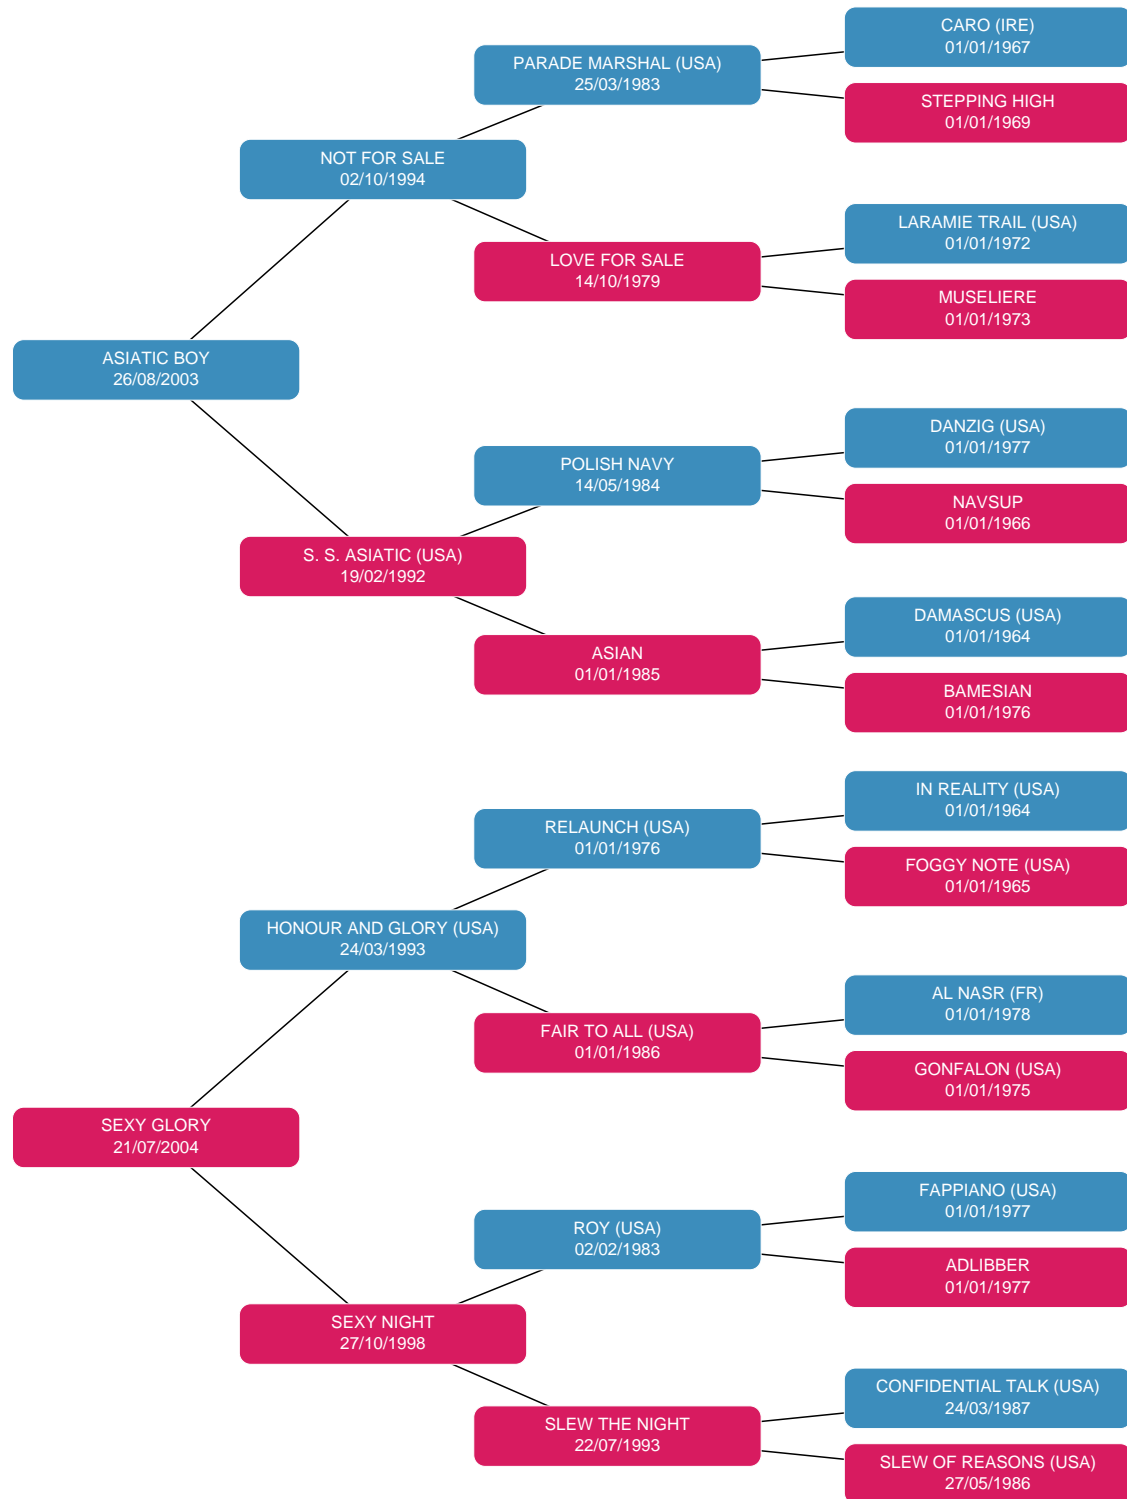 CARO (IRE)
01/01/1967
PARADE MARSHAL (USA)
25/03/1983
STEPPING HIGH
01/01/1969
NOT FOR SALE
02/10/1994
LARAMIE TRAIL (USA)
01/01/1972
LOVE FOR SALE
14/10/1979
MUSELIERE
01/01/1973
ASIATIC BOY
26/08/2003
DANZIG (USA)
01/01/1977
POLISH NAVY
14/05/1984
NAVSUP
01/01/1966
S. S. ASIATIC (USA)
19/02/1992
DAMASCUS (USA)
01/01/1964
ASIAN
01/01/1985
BAMESIAN
01/01/1976
IN REALITY (USA)
01/01/1964
RELAUNCH (USA)
01/01/1976
FOGGY NOTE (USA)
01/01/1965
HONOUR AND GLORY (USA)
24/03/1993
AL NASR (FR)
01/01/1978
FAIR TO ALL (USA)
01/01/1986
GONFALON (USA)
01/01/1975
SEXY GLORY
21/07/2004
FAPPIANO (USA)
01/01/1977
ROY (USA)
02/02/1983
ADLIBBER
01/01/1977
SEXY NIGHT
27/10/1998
CONFIDENTIAL TALK (USA)
24/03/1987
SLEW THE NIGHT
22/07/1993
SLEW OF REASONS (USA)
27/05/1986